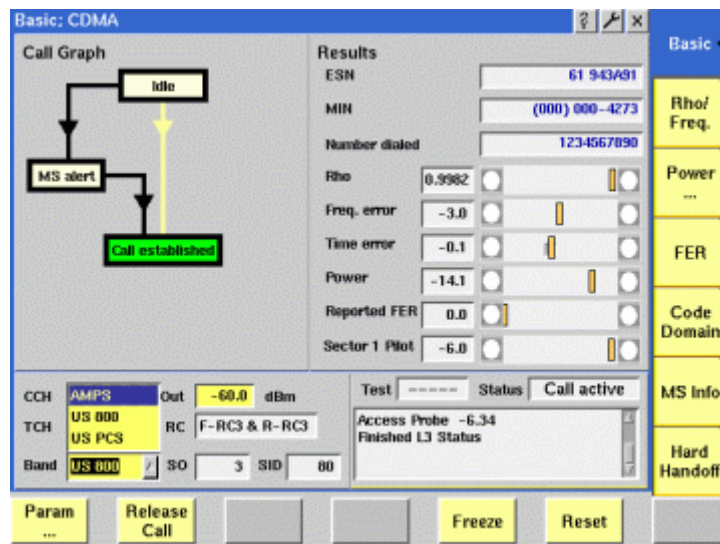 Basic; CDMA
? x
Basic
Call Graph
Idle
MS alert
Call established
Results
ESN 61 943/491
MIN (000) 000-4273
Number dialed 1234567890
Rho 0.9982
Freq. error -3.0
Time error -0.1
Power -14.1
Reported FER 0.0
Sector 1 Pilot -6.0
Rho/
Freq.
Power
...
FER
Code
Domain
MS Info
Hard
Handoff
CCH AMPS Out -60.0 dBm
US 800
TCH RC F-RC3 & R-RC3
US PCS
Band US 800 SO 3 SID 80
Test ----- Status Call active
Access Probe -6.34
Finished L3 Status
Param
...
Release
Call
Freeze
Reset